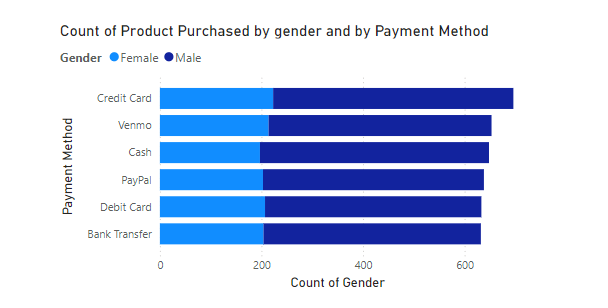 Count of Product Purchased by gender and by Payment Method
Gender Female Male
Payment Method
Credit Card
Venmo
Cash
PayPal
Debit Card
Bank Transfer
0 200 400 600
Count of Gender